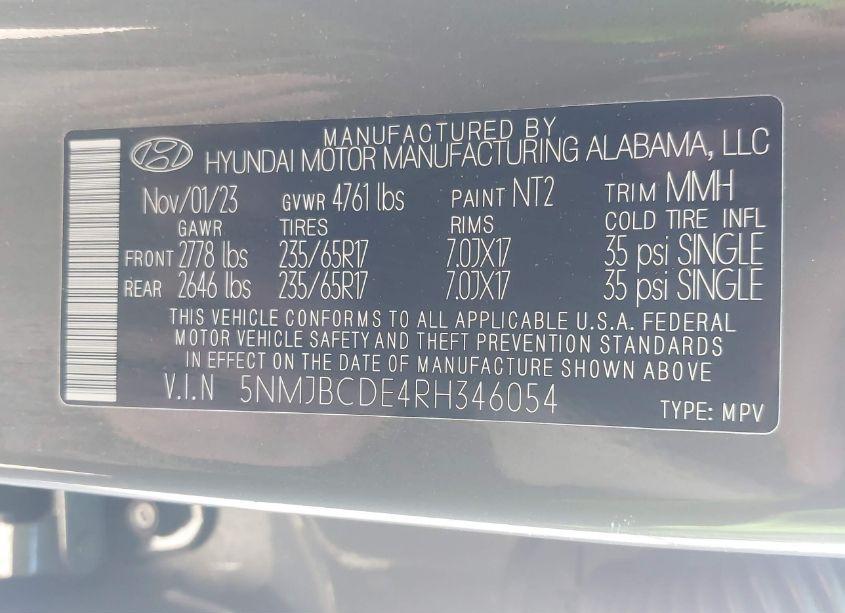 MANUFACTURED BY
HYUNDAI MOTOR MANUFACTURING ALABAMA, LLC
Nov/01/23 GVWR 4761 lbs PAINT NT2 TRIM MMH
GAWR TIRES RIMS COLD TIRE INFL
FRONT 2778 lbs 235/65R17 7.0JX17 35 psi SINGLE
REAR 2646 lbs 235/65R17 7.0JX17 35 psi SINGLE
THIS VEHICLE CONFORMS TO ALL APPLICABLE U.S.A. FEDERAL
MOTOR VEHICLE SAFETY AND THEFT PREVENTION STANDARDS
IN EFFECT ON THE DATE OF MANUFACTURE SHOWN ABOVE
V.I.N 5NMJBCDE4RH346054
TYPE: MPV